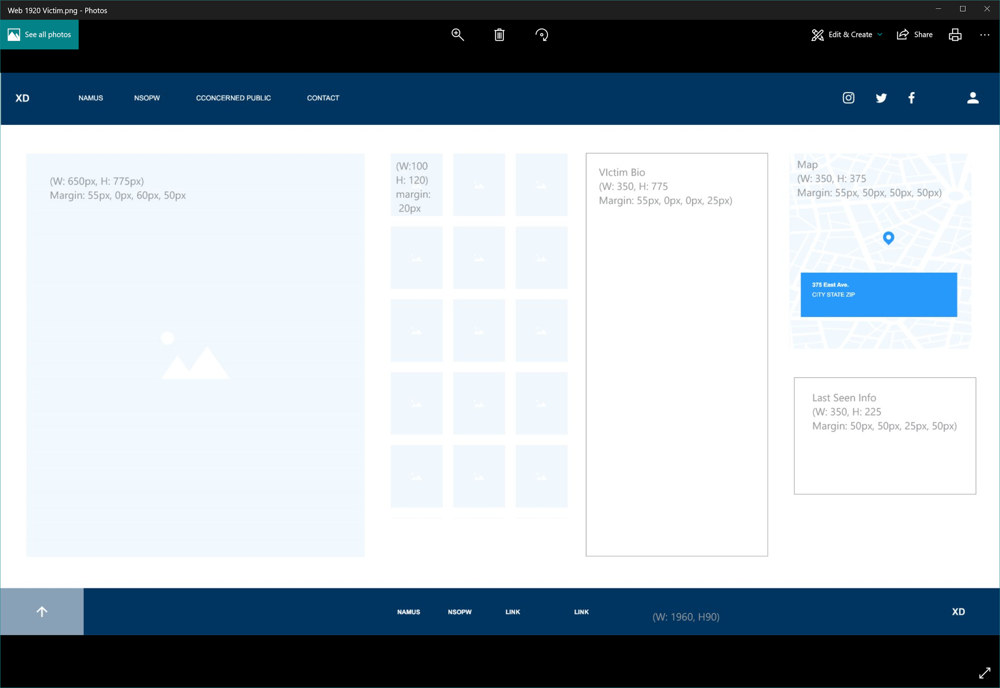 Web 1920 Victim.png - Photos
See all photos
Edit & Create
Share
XD
NAMUS
NSOPW
CCONCERNED PUBLIC
CONTACT
(W: 650px, H: 775px)
Margin: 55px, 0px, 60px, 50px
(W:100
H: 120)
margin:
20px
VIctim Bio
(W: 350, H: 775
Margin: 55px, 0px, 0px, 25px)
Map
(W: 350, H: 375
Margin: 55px, 50px, 50px, 50px)
375 East Ave.
CITY STATE ZIP
Last Seen Info
(W: 350, H: 225
Margin: 50px, 50px, 25px, 50px)
NAMUS
NSOPW
LINK
LINK
(W: 1960, H90)
XD